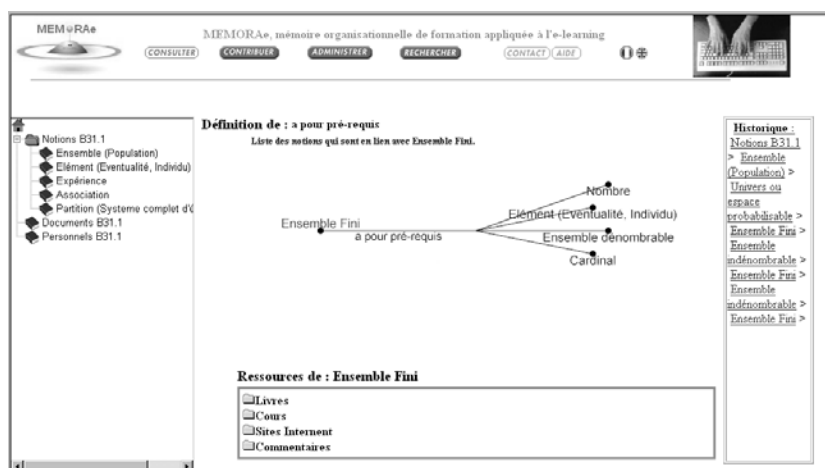 MEMORAe
MEMORAe, mémoire organisationnelle de formation appliquée à l'e-learning
CONSULTER CONTRIBUER ADMINISTRER RECHERCHER CONTACT AIDE
Notions B31.1
Ensemble (Population)
Elément (Eventualité, Individu)
Expérience
Association
Partition (Systeme complet d'é
Documents B31.1
Personnels B31.1
Définition de : a pour pré-requis
Liste des notions qui sont en lien avec Ensemble Fini.
Ensemble Fini
a pour pré-requis
Nombre
Elément (Eventualité, Individu)
Ensemble dénombrable
Cardinal
Ressources de : Ensemble Fini
Livres
Cours
Sites Internent
Commentaires
Historique :
Notions B31.1
> Ensemble
(Population) >
Univers ou
espace
probabilisable >
Ensemble Fini >
Ensemble
indénombrable >
Ensemble Fini >
Ensemble
indénombrable >
Ensemble Fini >